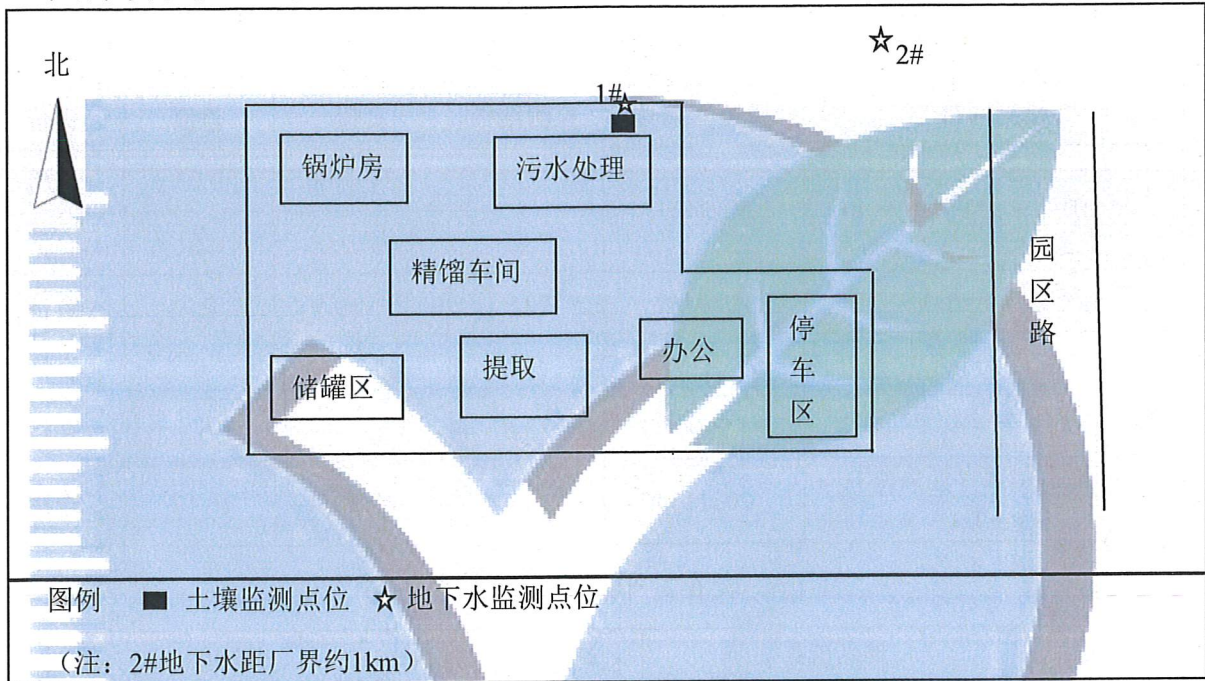 2#
北
1#
锅炉房
污水处理
精馏车间
园区路
停车区
办公
提取
储罐区
图例 土壤监测点位 地下水监测点位
（注：2#地下水距厂界约1km）